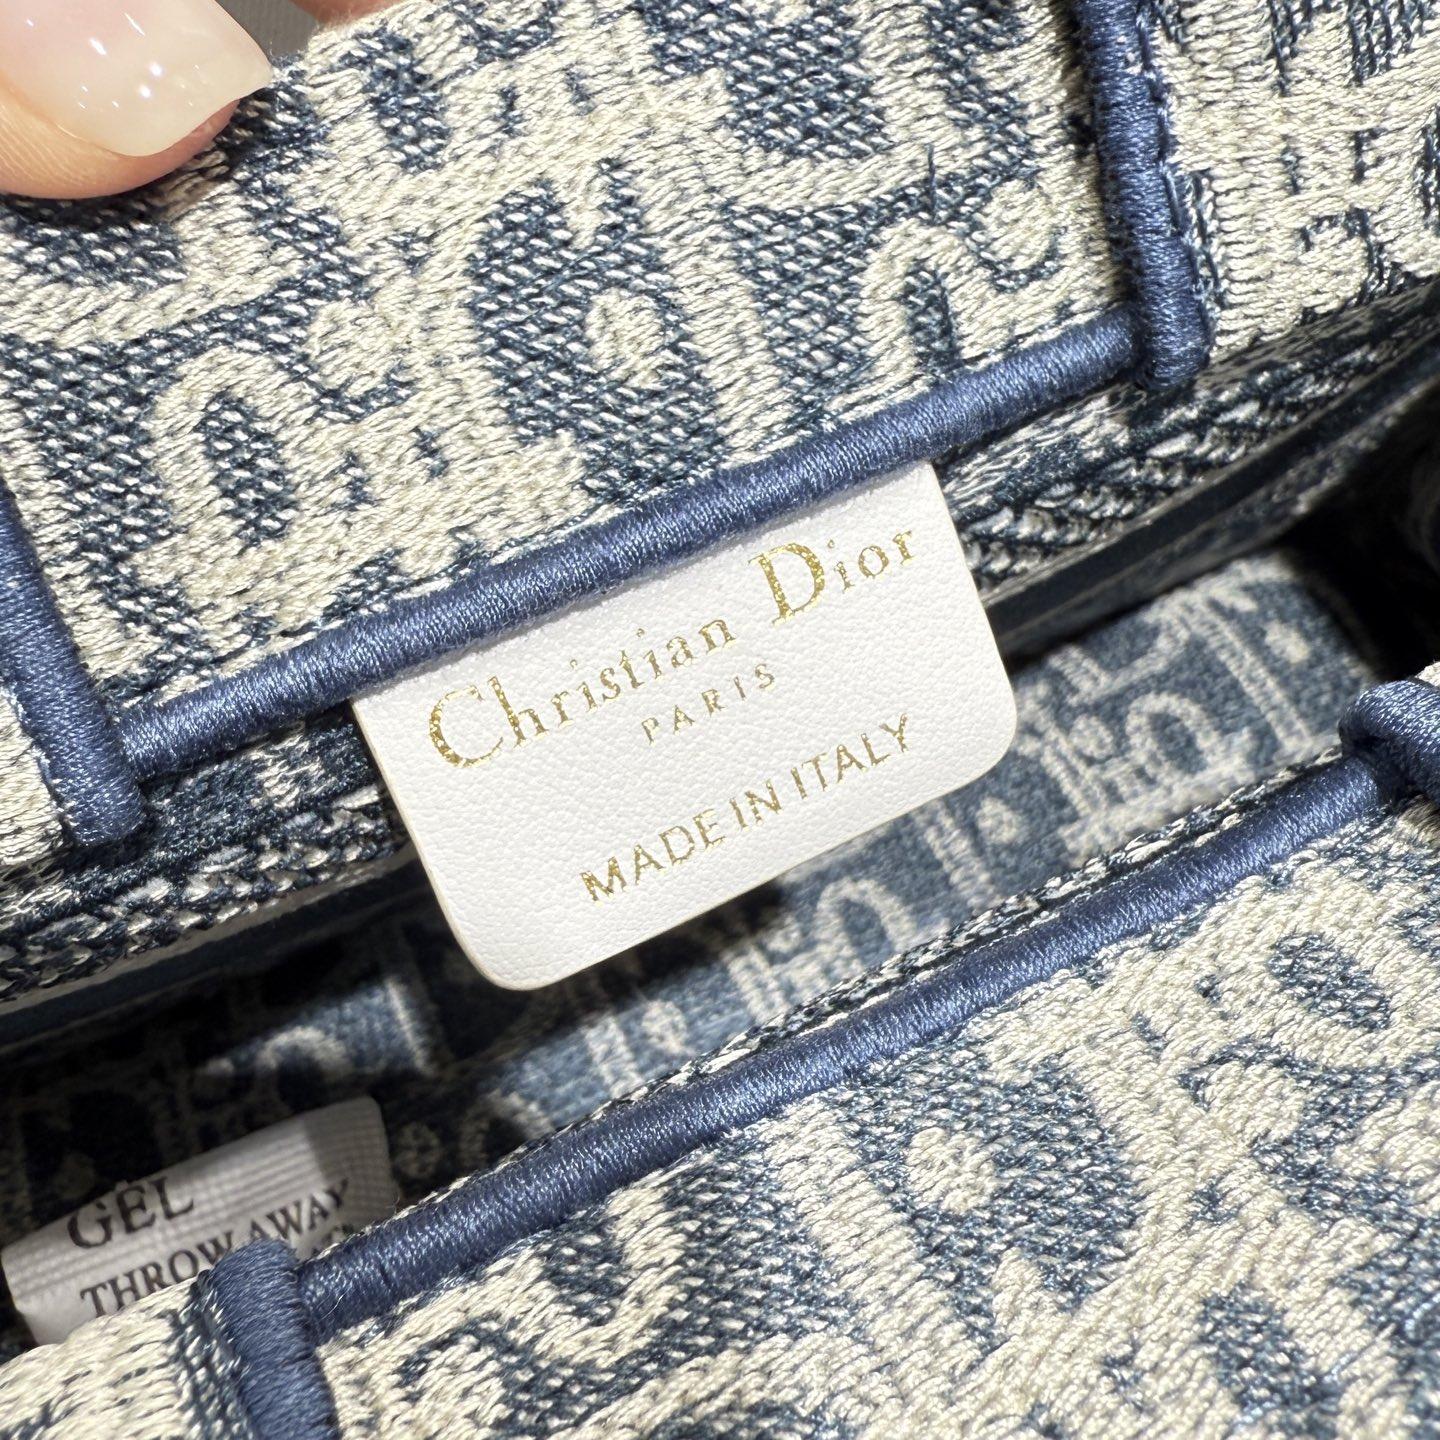 Christian Dior
PARIS
MADE IN ITALY
GEL
THROW AWAY